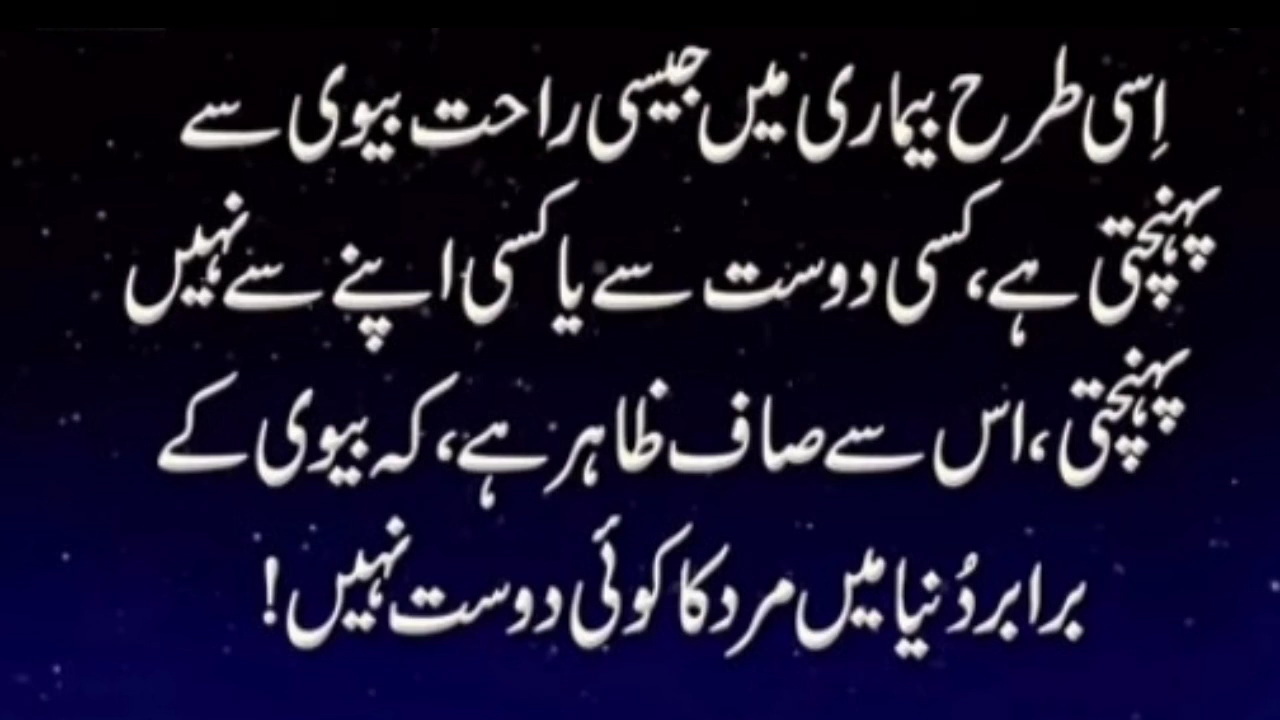 اِسی طرح بیماری میں جیسی راحت بیوی سے
پہنچتی ہے، کسی دوست سے یا کسی اپنے سے نہیں
پہنچتی، اس سے صاف ظاہر ہے، کہ بیوی کے
برابر دُنیا میں مرد کا کوئی دوست نہیں!